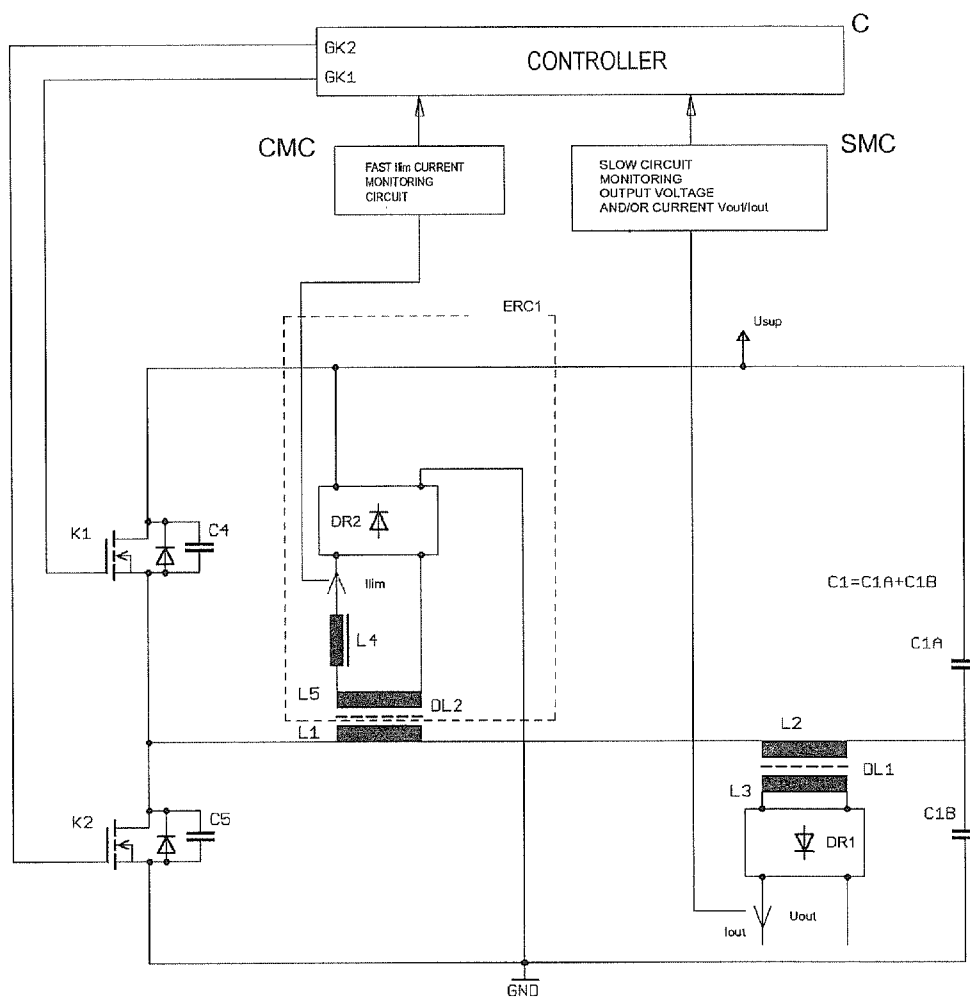 C
GK2
GK1
CONTROLLER
CMC
FAST Ilim CURRENT
MONITORING
CIRCUIT
SMC
SLOW CIRCUIT
MONITORING
OUTPUT VOLTAGE
AND/OR CURRENT Vout/Iout
ERC1
Usup
DR2
K1
C4
Ilim
C1=C1A+C1B
L4
C1A
L5
DL2
L1
L2
DL1
L3
K2
C5
C1B
DR1
Uout
Iout
GND